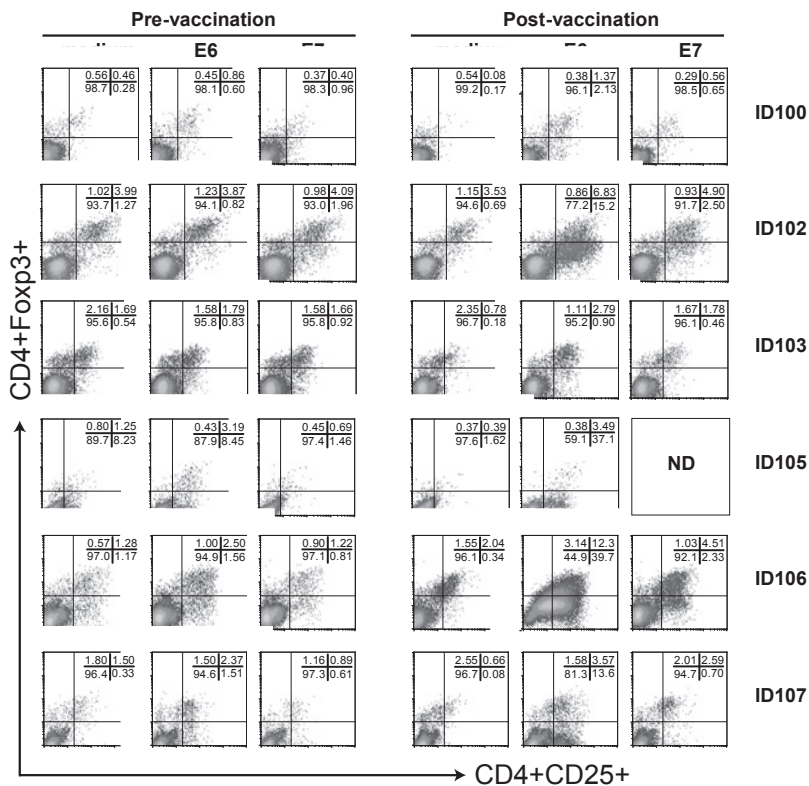 Pre-vaccination Post-vaccination
E6 E7
0.56 0.46 0.45 0.86 0.37 0.40 0.54 0.08 0.38 1.37 0.29 0.56
98.7 0.28 98.1 0.60 98.3 0.96 99.2 0.17 96.1 2.13 98.5 0.65
ID100
1.02 3.99 1.23 3.87 0.98 4.09 1.15 3.53 0.86 6.83 0.93 4.90
93.7 1.27 94.1 0.82 93.0 1.96 94.6 0.69 77.2 15.2 91.7 2.50
ID102
2.16 1.69 1.58 1.79 1.58 1.66 2.35 0.78 1.11 2.79 1.67 1.78
95.6 0.54 95.8 0.83 95.8 0.92 96.7 0.18 95.2 0.90 96.1 0.46
ID103
0.80 1.25 0.43 3.19 0.45 0.69 0.37 0.39 0.38 3.49
89.7 8.23 87.9 8.45 97.4 1.46 97.6 1.62 59.1 37.1
ND
ID105
0.57 1.28 1.00 2.50 0.90 1.22 1.55 2.04 3.14 12.3 1.03 4.51
97.0 1.17 94.9 1.56 97.1 0.81 96.1 0.34 44.9 39.7 92.1 2.33
ID106
1.80 1.50 1.50 2.37 1.16 0.89 2.55 0.66 1.58 3.57 2.01 2.59
96.4 0.33 94.6 1.51 97.3 0.61 96.7 0.08 81.3 13.6 94.7 0.70
ID107
CD4+Foxp3+
CD4+CD25+